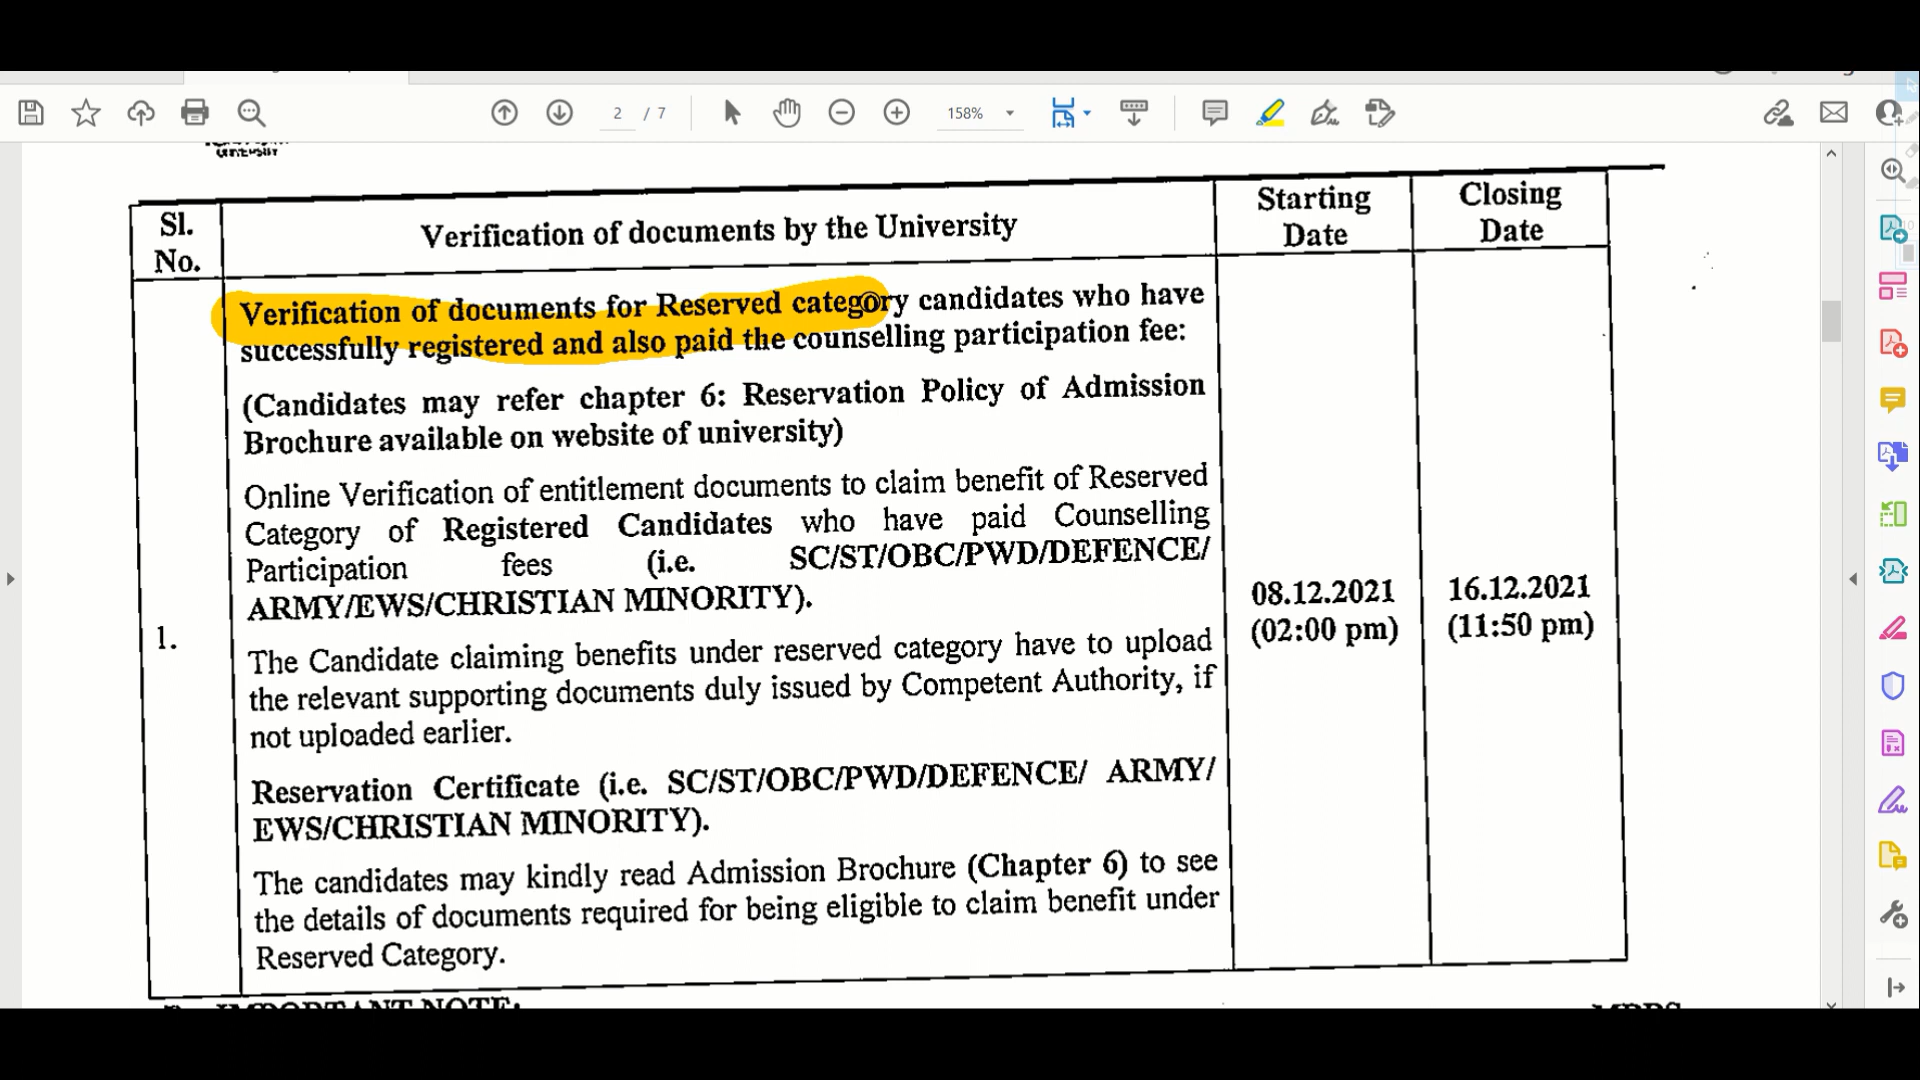 2 / 7
158%
UNIVERSITY
Sl.
No.
Verification of documents by the University
Starting
Date
Closing
Date
1.
Verification of documents for Reserved category candidates who have
successfully registered and also paid the counselling participation fee:
(Candidates may refer chapter 6: Reservation Policy of Admission
Brochure available on website of university)
Online Verification of entitlement documents to claim benefit of Reserved
Category of Registered Candidates who have paid Counselling
Participation fees (i.e. SC/ST/OBC/PWD/DEFENCE/
ARMY/EWS/CHRISTIAN MINORITY).
The Candidate claiming benefits under reserved category have to upload
the relevant supporting documents duly issued by Competent Authority, if
not uploaded earlier.
Reservation Certificate (i.e. SC/ST/OBC/PWD/DEFENCE/ ARMY/
EWS/CHRISTIAN MINORITY).
The candidates may kindly read Admission Brochure (Chapter 6) to see
the details of documents required for being eligible to claim benefit under
Reserved Category.
08.12.2021
(02:00 pm)
16.12.2021
(11:50 pm)
IMPORTANT NOTE:
MBBS